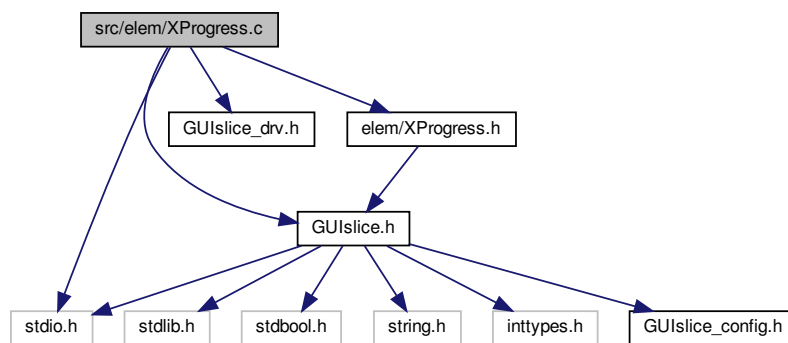 src/elem/XProgress.c
GUIslice_drv.h
elem/XProgress.h
GUIslice.h
stdio.h
stdlib.h
stdbool.h
string.h
inttypes.h
GUIslice_config.h